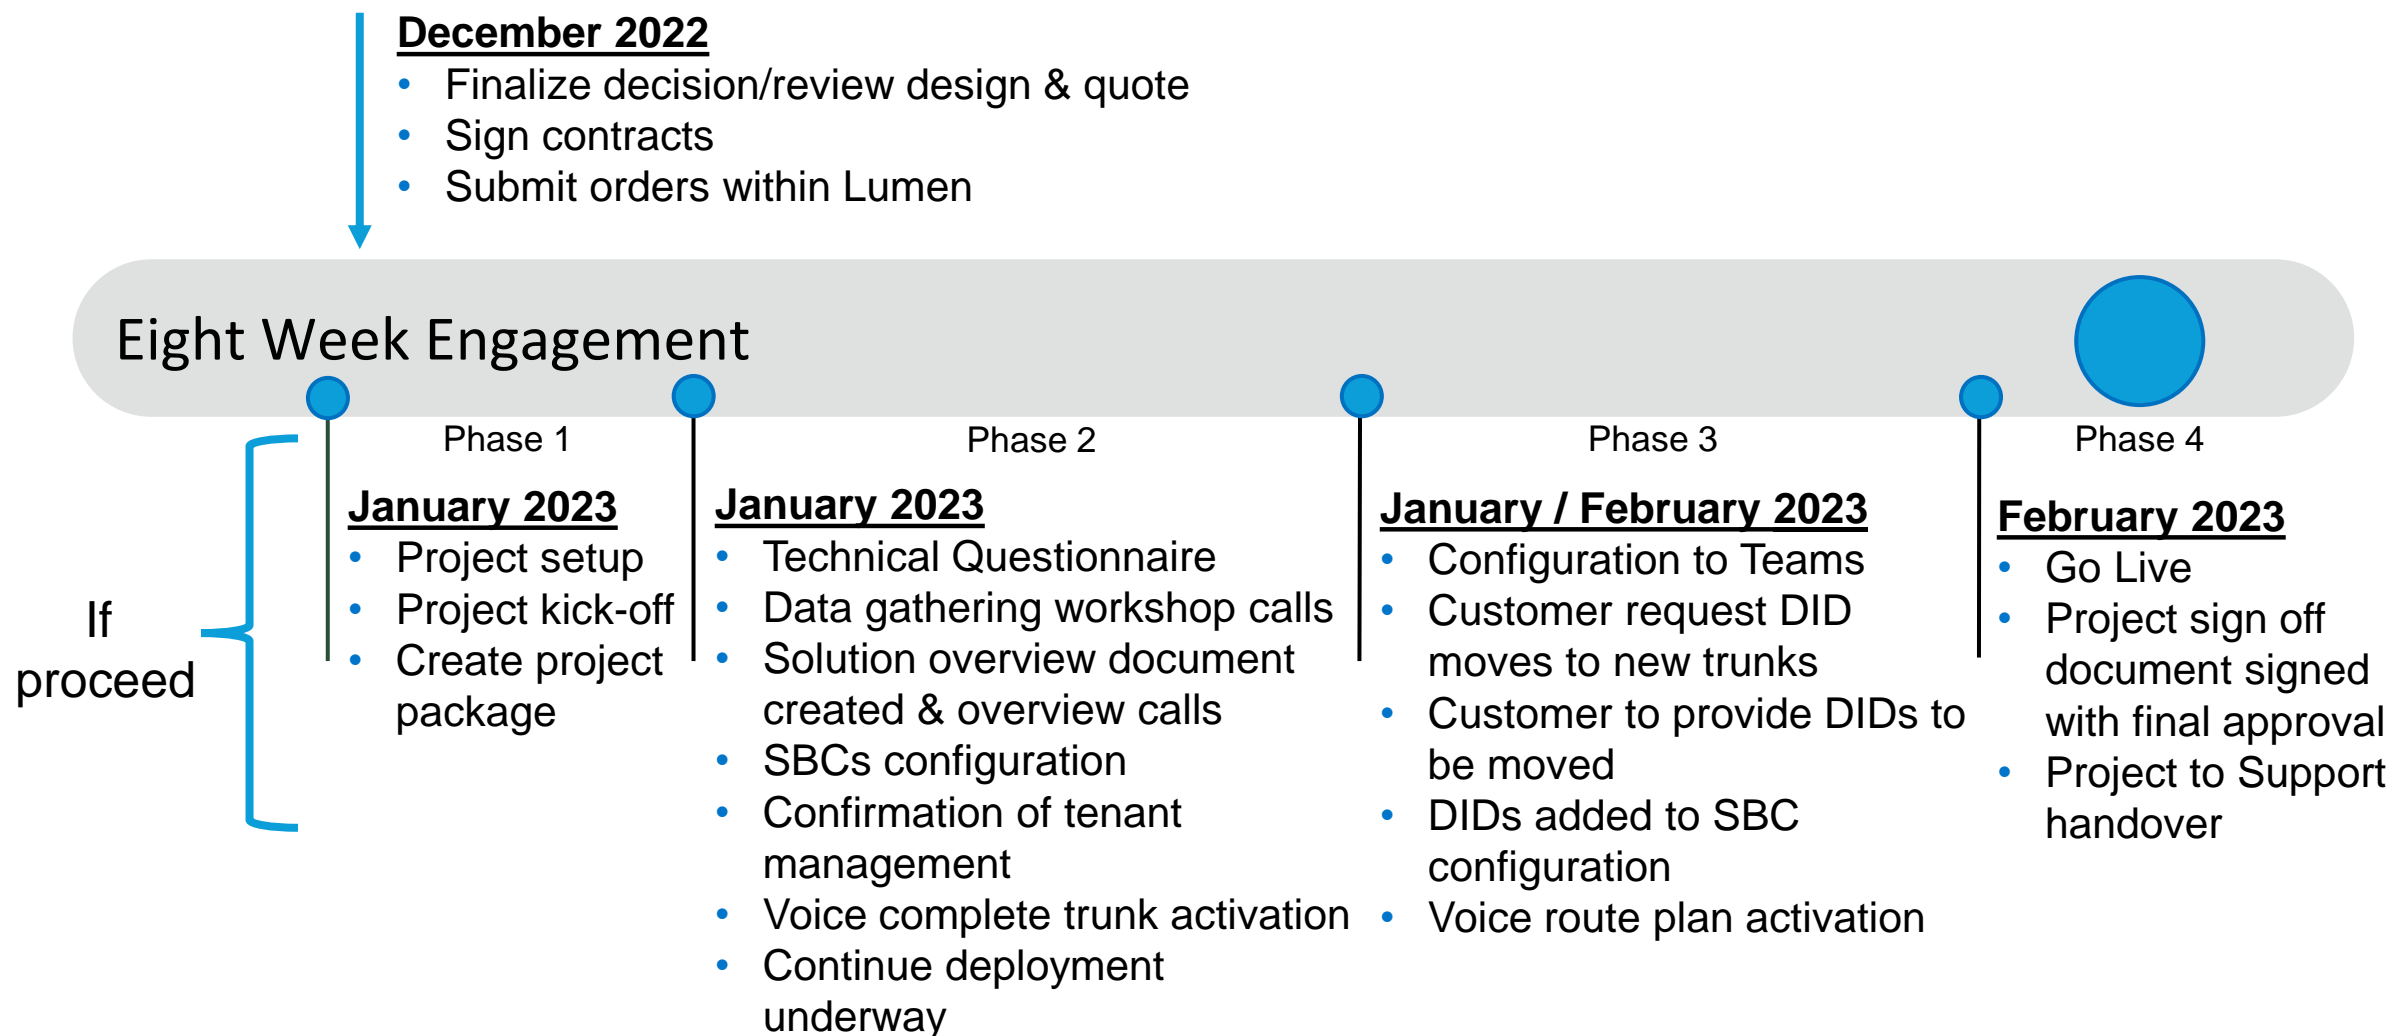 December 2022
• Finalize decision/review design & quote
• Sign contracts
• Submit orders within Lumen
Eight Week Engagement
If
proceed
Phase 1
January 2023
• Project setup
• Project kick-off
• Create project
package
Phase 2
January 2023
• Technical Questionnaire
• Data gathering workshop calls
• Solution overview document
created & overview calls
• SBCs configuration
• Confirmation of tenant
management
• Voice complete trunk activation
• Continue deployment
underway
Phase 3
January / February 2023
• Configuration to Teams
• Customer request DID
moves to new trunks
• Customer to provide DIDs to
be moved
• DIDs added to SBC
configuration
• Voice route plan activation
Phase 4
February 2023
• Go Live
• Project sign off
document signed
with final approval
• Project to Support
handover